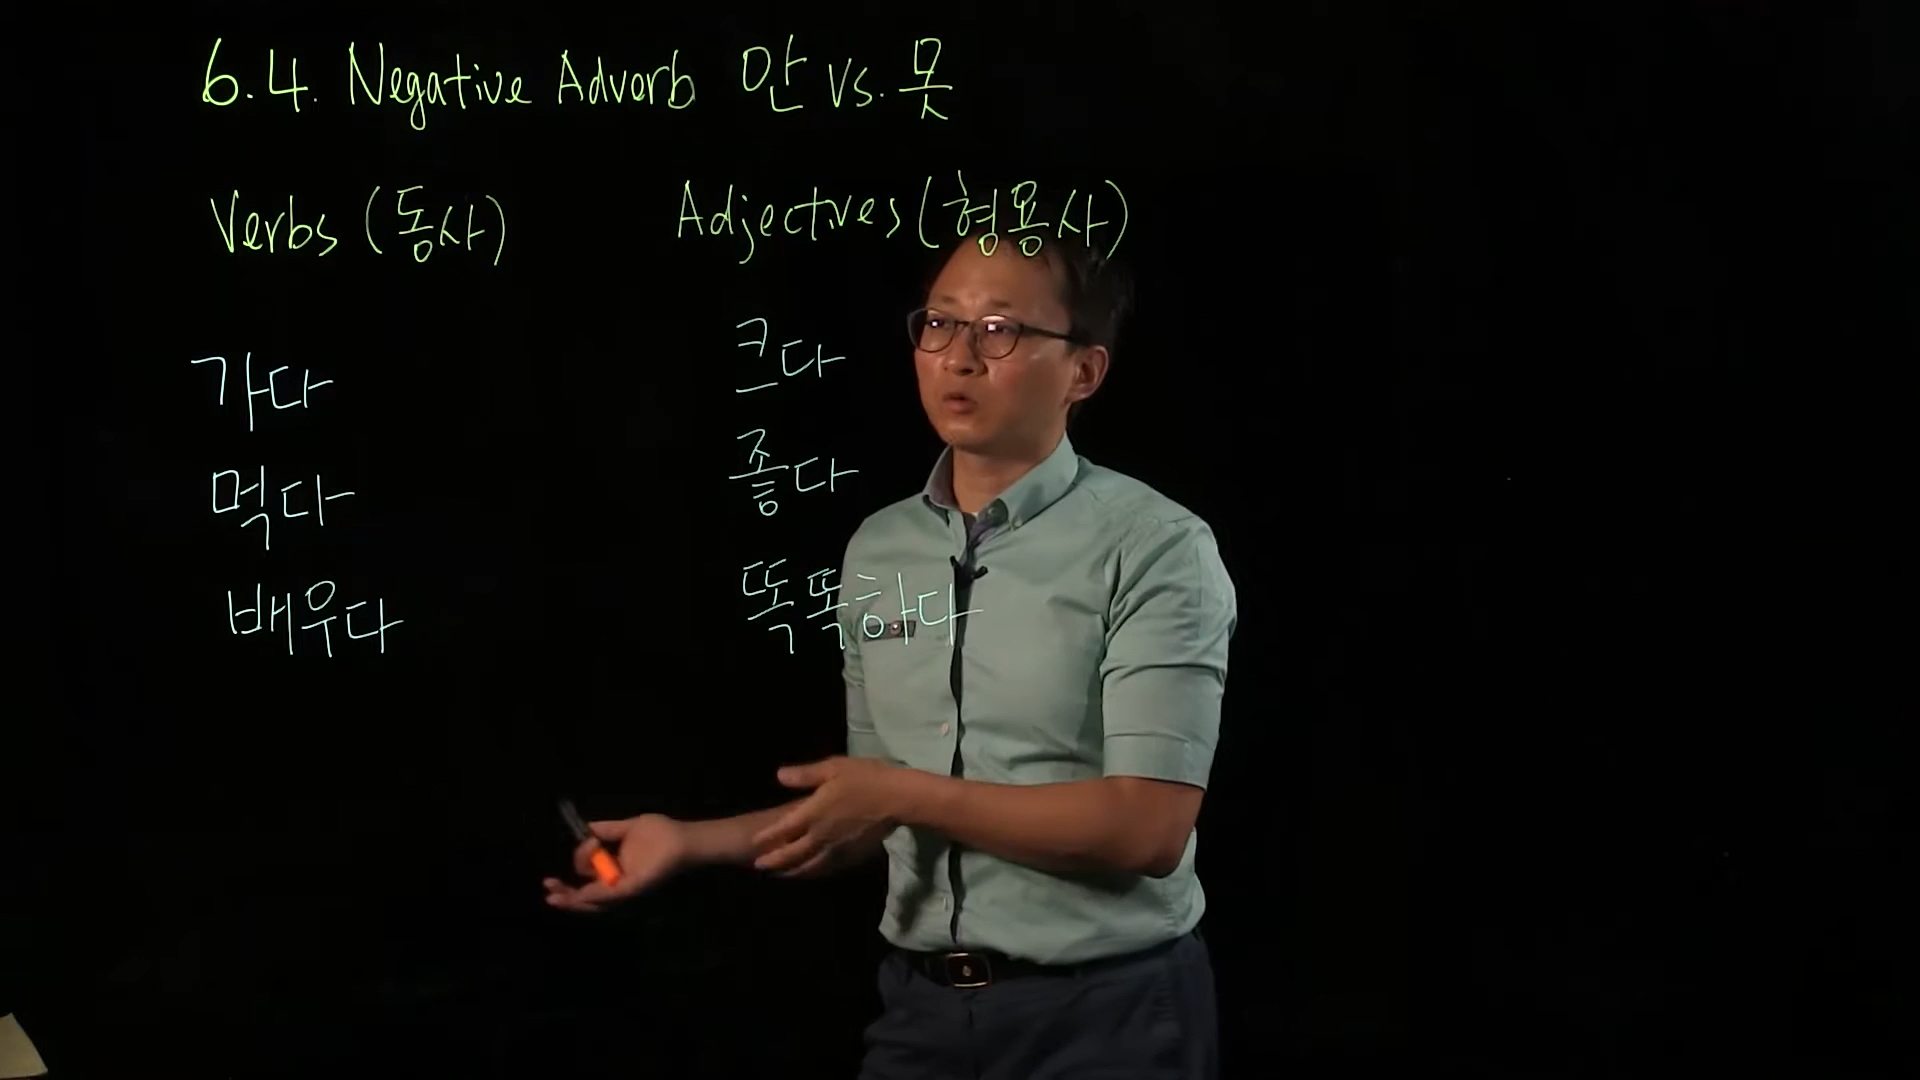 6.4. Negative Adverb 안 vs. 못
Verbs (동사) Adjectives (형용사)
가다 크다
먹다 좋다
배우다 똑똑하다